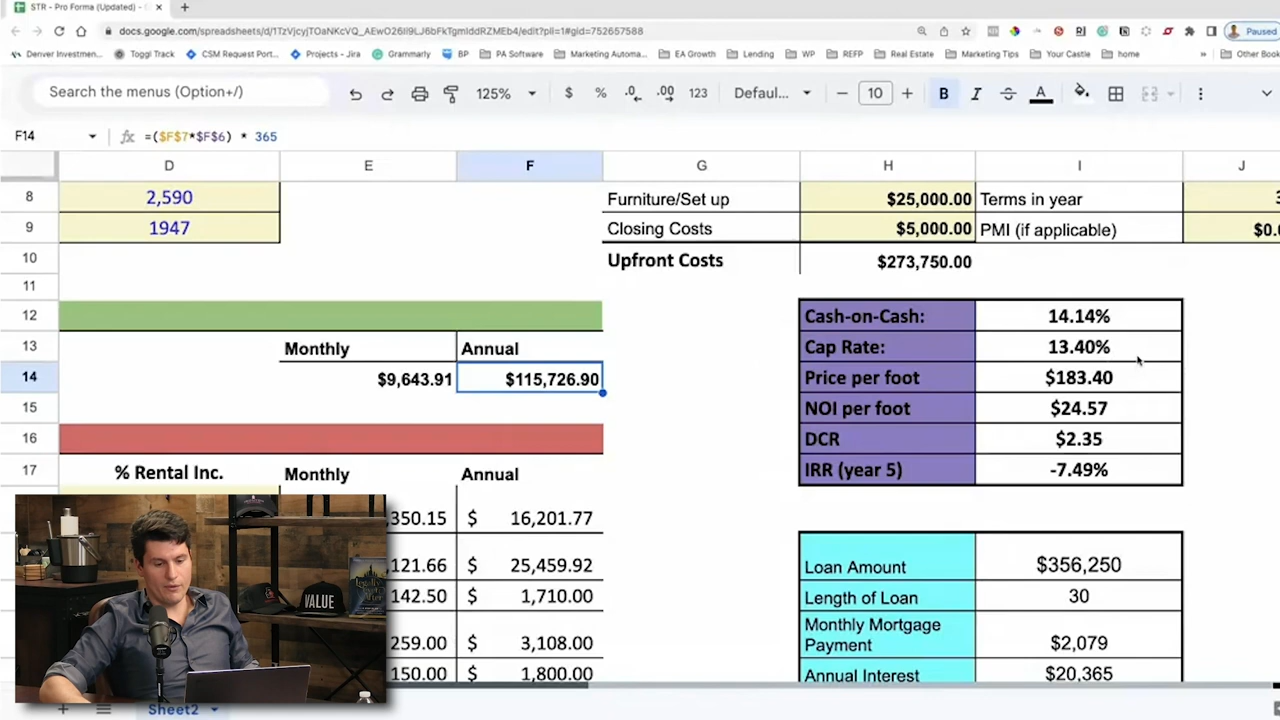 STR - Pro Forma (Updated) -
docs.google.com/spreadsheets/d/1TzVjcyjTOaNKcVQ_AEwO26II9LJ6bFkTgmIddRZMEb4/edit?pli=1#gid=752657588
Paused
Denver Investmen... Toggl Track CSM Request Port... Projects - Jira Grammarly BP PA Software Marketing Automa... EA Growth Lending WP REFP Real Estate Marketing Tips Your Castle home » Other Boo
Search the menus (Option+/) 125% $ % .0 .00 123 Defaul... − 10 + B I S A
F14 fx =($F$7*$F$6) * 365
D E F G H I J
8 2,590 Furniture/Set up $25,000.00 Terms in year
9 1947 Closing Costs $5,000.00 PMI (if applicable)
10 Upfront Costs $273,750.00
11
12 Cash-on-Cash: 14.14%
13 Monthly Annual Cap Rate: 13.40%
14 $9,643.91 $115,726.90 Price per foot $183.40
15 NOI per foot $24.57
16 DCR $2.35
17 % Rental Inc. Monthly Annual IRR (year 5) -7.49%
350.15 $ 16,201.77
121.66 $ 25,459.92 Loan Amount $356,250
142.50 $ 1,710.00 Length of Loan 30
259.00 $ 3,108.00 Monthly Mortgage
Payment $2,079
150.00 $ 1,800.00 Annual Interest $20,365
VALUE
Legally
ever
After
+ Sheet2